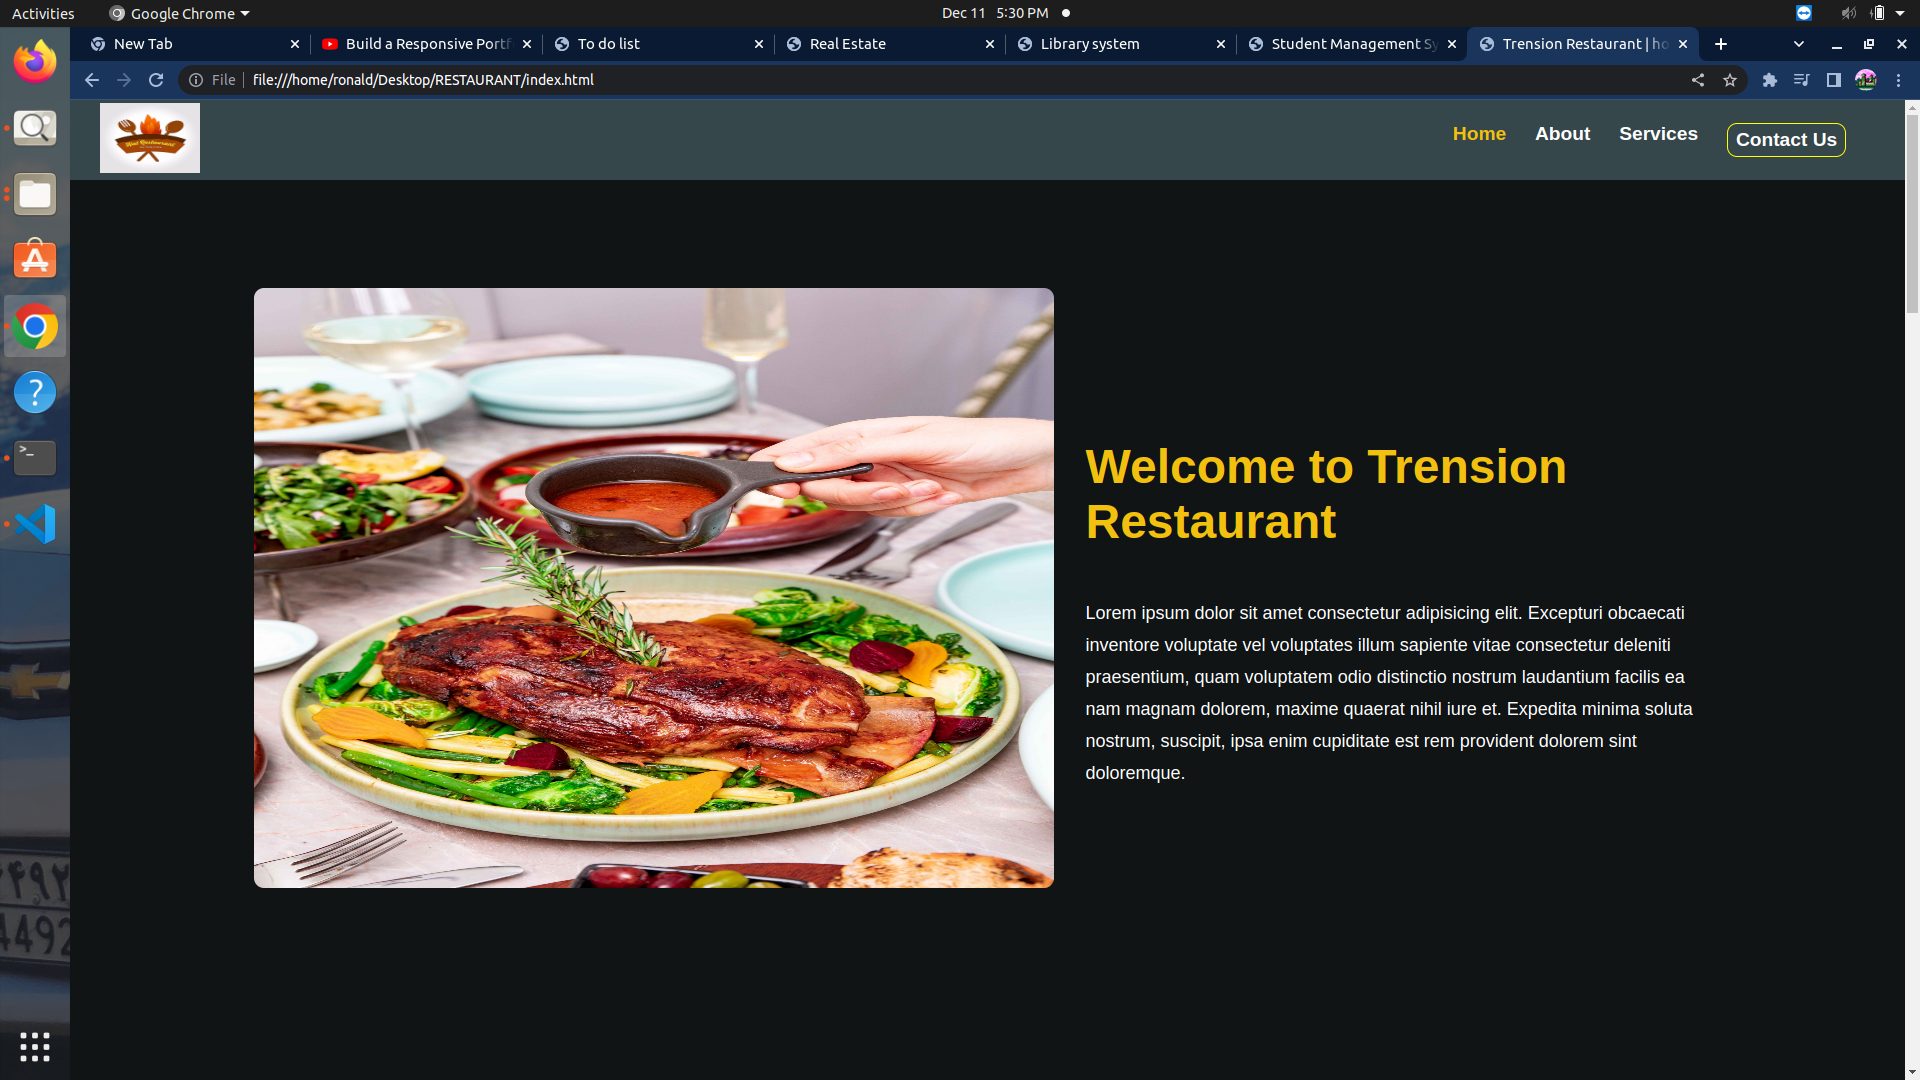 Activities
Google Chrome
Dec 11 5:30 PM
New Tab
Build a Responsive Portf
To do list
Real Estate
Library system
Student Management Sy
Trension Restaurant | ho
File
file:///home/ronald/Desktop/RESTAURANT/index.html
Home
About
Services
Contact Us
Welcome to Trension
Restaurant
Lorem ipsum dolor sit amet consectetur adipisicing elit. Excepturi obcaecati
inventore voluptate vel voluptates illum sapiente vitae consectetur deleniti
praesentium, quam voluptatem odio distinctio nostrum laudantium facilis ea
nam magnam dolorem, maxime quaerat nihil iure et. Expedita minima soluta
nostrum, suscipit, ipsa enim cupiditate est rem provident dolorem sint
doloremque.